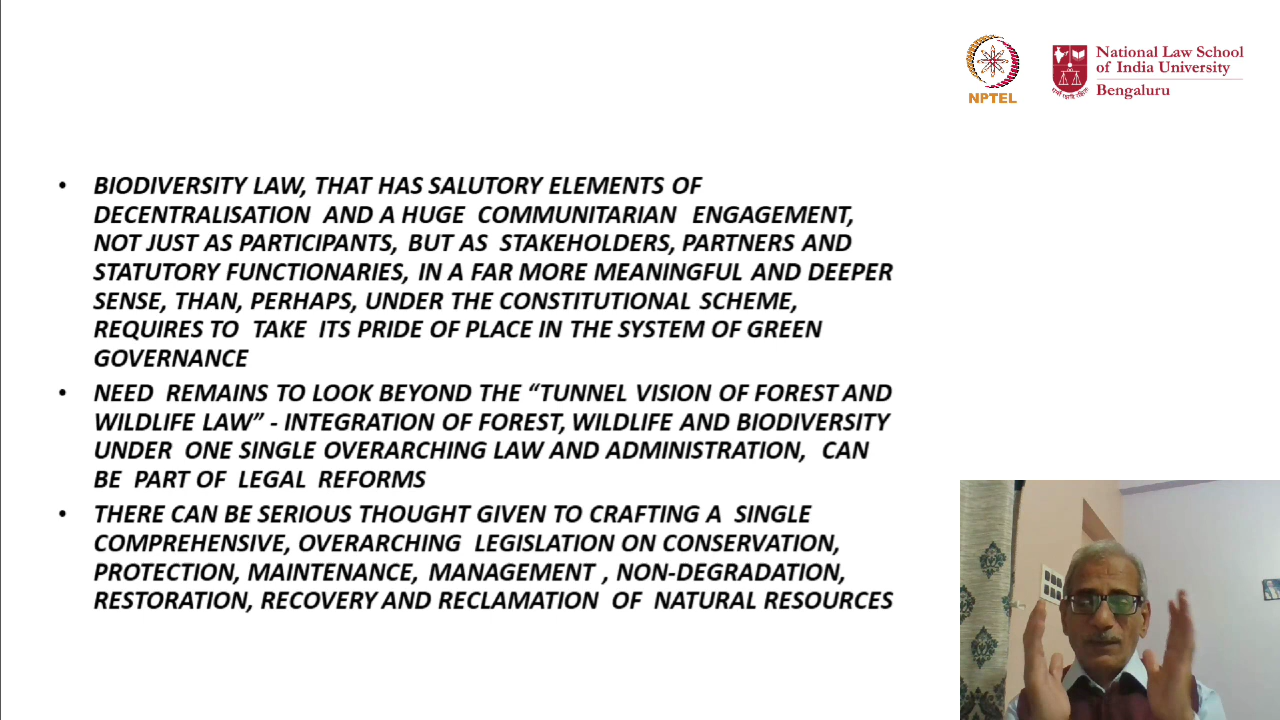 NPTEL
National Law School
of India University
Bengaluru
• BIODIVERSITY LAW, THAT HAS SALUTORY ELEMENTS OF
DECENTRALISATION AND A HUGE COMMUNITARIAN ENGAGEMENT,
NOT JUST AS PARTICIPANTS, BUT AS STAKEHOLDERS, PARTNERS AND
STATUTORY FUNCTIONARIES, IN A FAR MORE MEANINGFUL AND DEEPER
SENSE, THAN, PERHAPS, UNDER THE CONSTITUTIONAL SCHEME,
REQUIRES TO TAKE ITS PRIDE OF PLACE IN THE SYSTEM OF GREEN
GOVERNANCE
• NEED REMAINS TO LOOK BEYOND THE “TUNNEL VISION OF FOREST AND
WILDLIFE LAW” - INTEGRATION OF FOREST, WILDLIFE AND BIODIVERSITY
UNDER ONE SINGLE OVERARCHING LAW AND ADMINISTRATION, CAN
BE PART OF LEGAL REFORMS
• THERE CAN BE SERIOUS THOUGHT GIVEN TO CRAFTING A SINGLE
COMPREHENSIVE, OVERARCHING LEGISLATION ON CONSERVATION,
PROTECTION, MAINTENANCE, MANAGEMENT , NON-DEGRADATION,
RESTORATION, RECOVERY AND RECLAMATION OF NATURAL RESOURCES